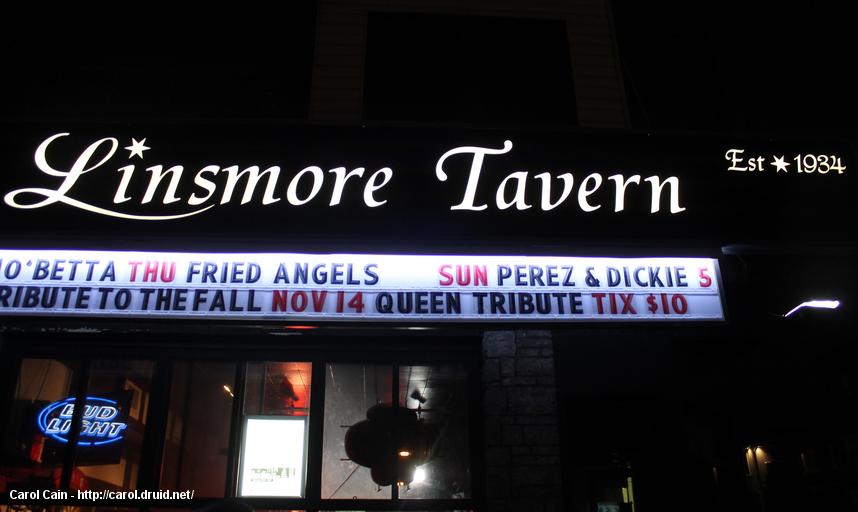 Linsmore Tavern
Est ★ 1934
IO'BETTA THU FRIED ANGELS SUN PEREZ & DICKIE 5
RIBUTE TO THE FALL NOV 14 QUEEN TRIBUTE TIX $10
BUD
LIGHT
Carol Cain - http://carol.druid.net/